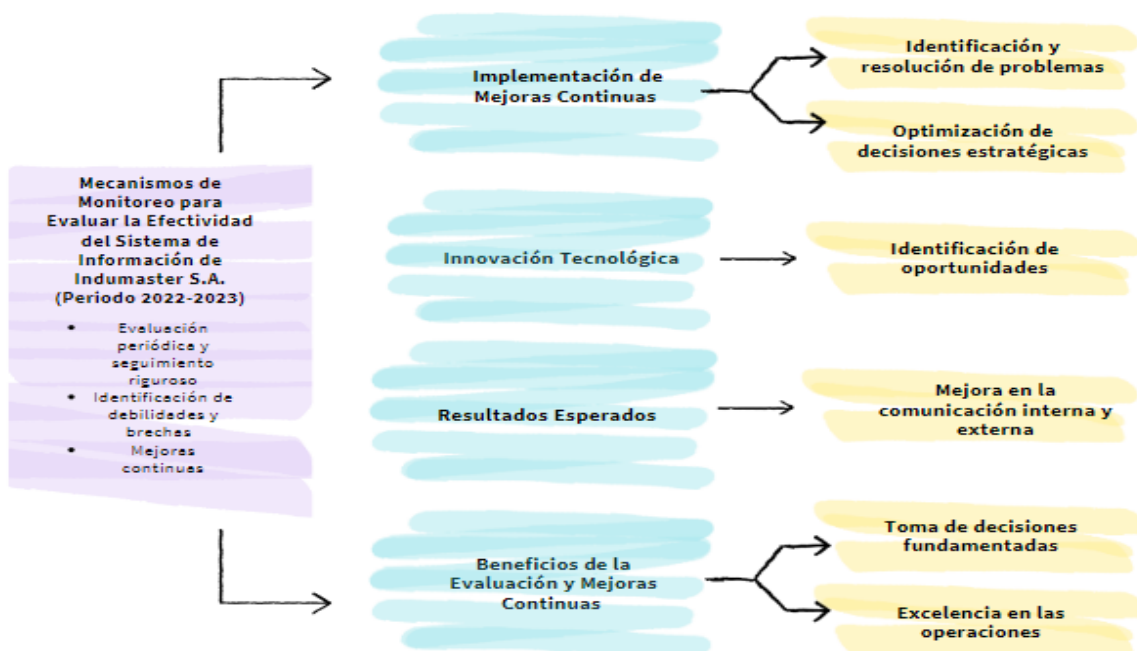 Mecanismos de
Monitoreo para
Evaluar la Efectividad
del Sistema de
Información de
Indumaster S.A.
(Periodo 2022-2023)
• Evaluación
periódica y
seguimiento
riguroso
• Identificación de
debilidades y
brechas
• Mejoras
continuas
Implementación de
Mejoras Continuas
Identificación y
resolución de problemas
Optimización de
decisiones estratégicas
Innovación Tecnológica
Identificación de
oportunidades
Resultados Esperados
Mejora en la
comunicación interna y
externa
Beneficios de la
Evaluación y Mejoras
Continuas
Toma de decisiones
fundamentadas
Excelencia en las
operaciones